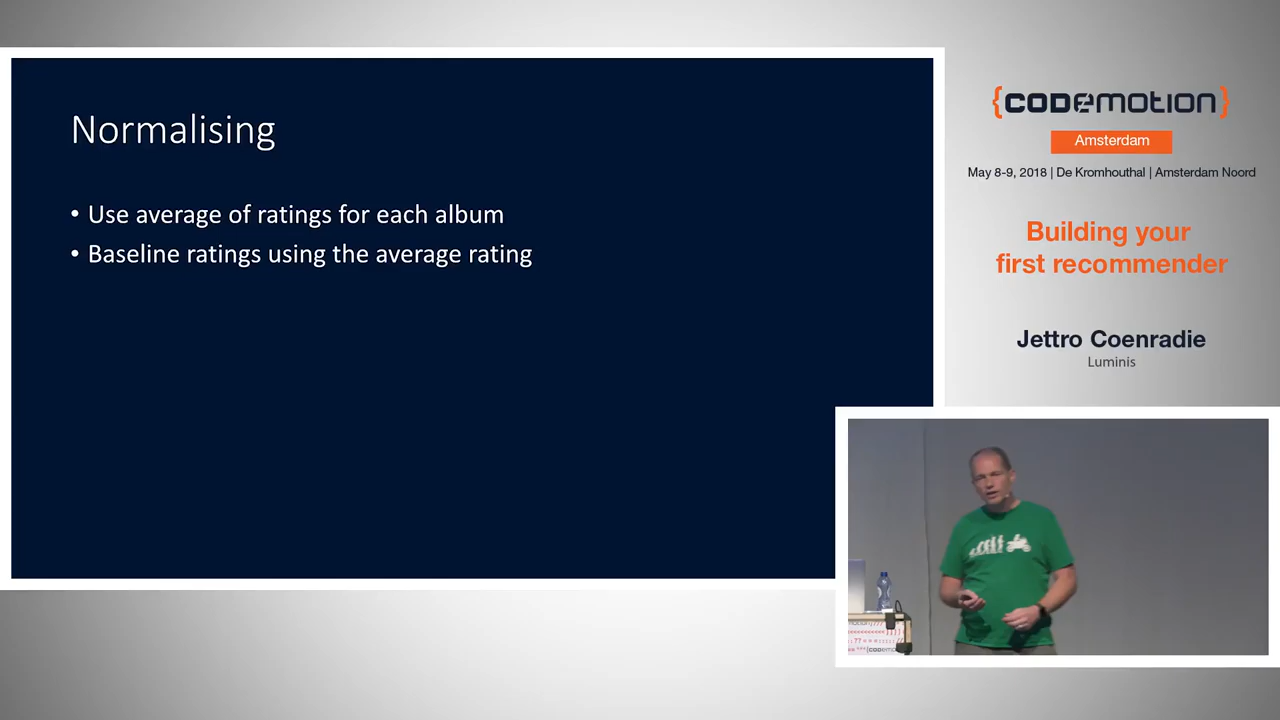 Normalising
• Use average of ratings for each album
• Baseline ratings using the average rating
{CODEMOTION}
Amsterdam
May 8-9, 2018 | De Kromhouthal | Amsterdam Noord
Building your
first recommender
Jettro Coenradie
Luminis